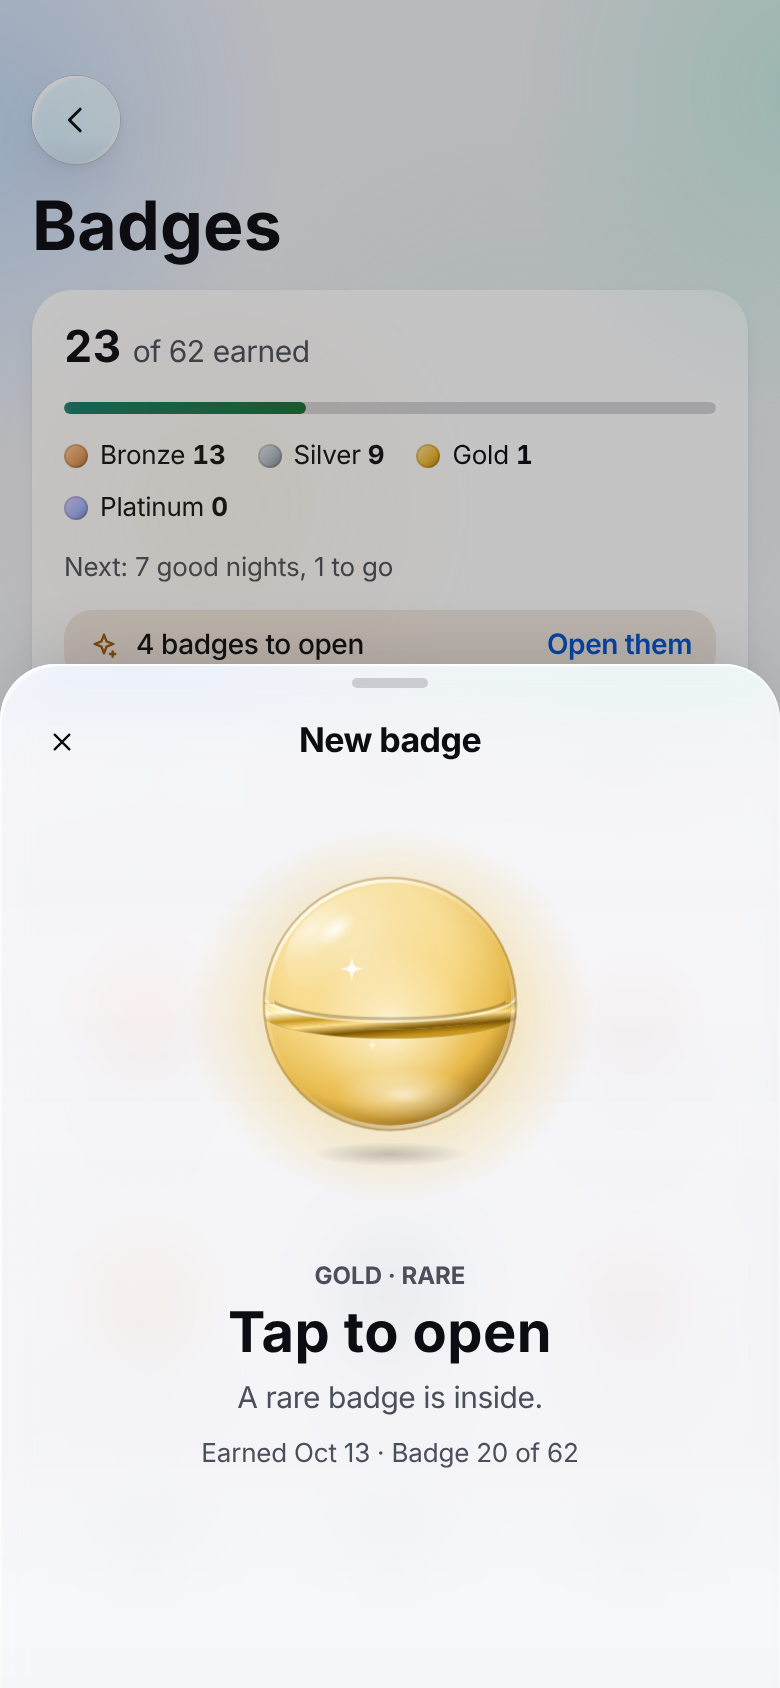 Badges
23 of 62 earned
Bronze 13 Silver 9 Gold 1
Platinum 0
Next: 7 good nights, 1 to go
4 badges to open Open them
New badge
GOLD · RARE
Tap to open
A rare badge is inside.
Earned Oct 13 · Badge 20 of 62